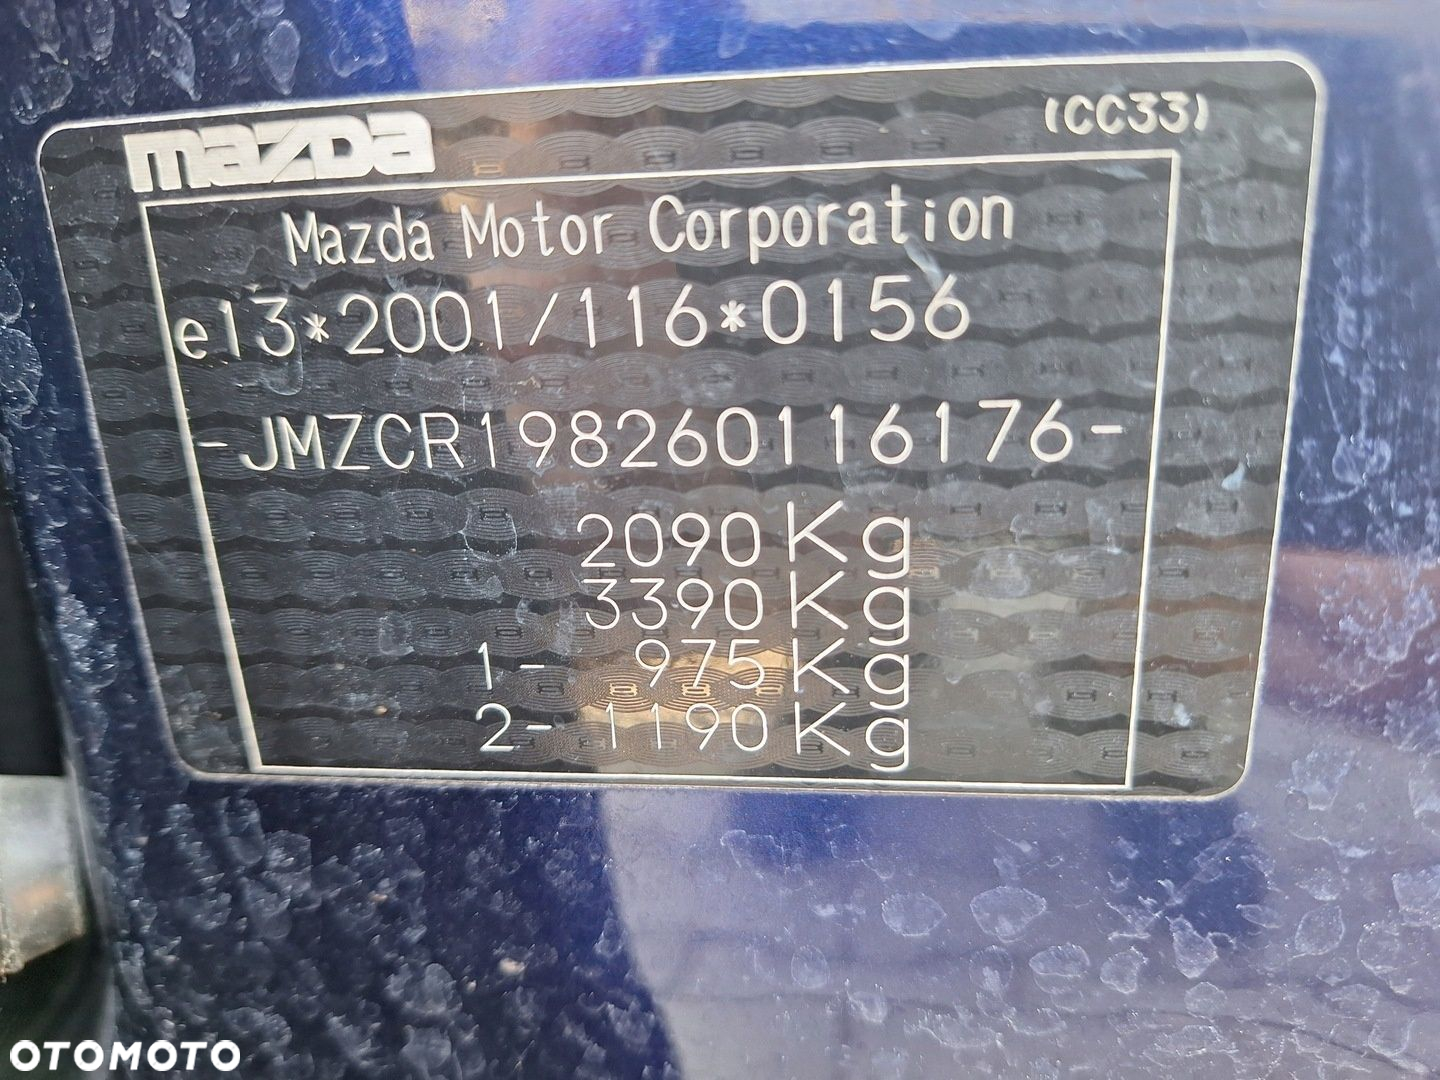 mazda
(CC33)
Mazda Motor Corporation
e13*2001/116*0156
-JMZCR198260116176-
2090Kg
3390Kg
1- 975Kg
2- 1190Kg
OTOMOTO